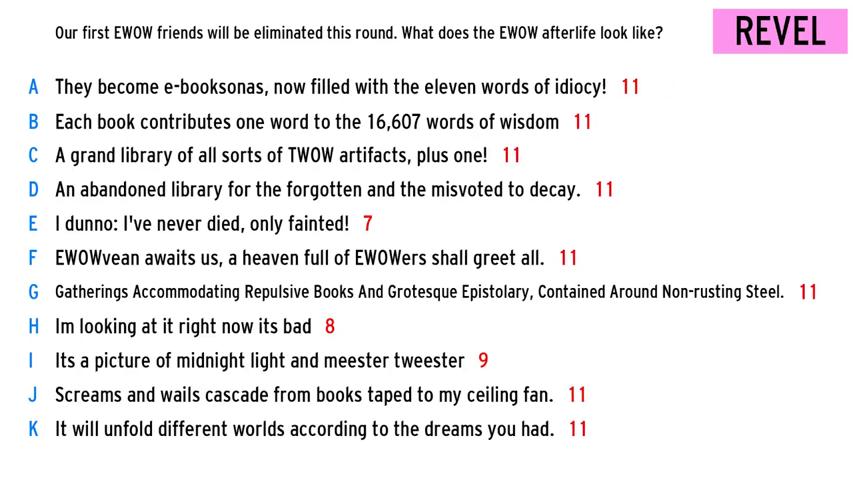 Our first EWOW friends will be eliminated this round. What does the EWOW afterlife look like?
REVEL
A They become e-booksonas, now filled with the eleven words of idiocy! 11
B Each book contributes one word to the 16,607 words of wisdom 11
C A grand library of all sorts of TWOW artifacts, plus one! 11
D An abandoned library for the forgotten and the misvoted to decay. 11
E I dunno: I've never died, only fainted! 7
F EWOWvean awaits us, a heaven full of EWOWers shall greet all. 11
G Gatherings Accommodating Repulsive Books And Grotesque Epistolary, Contained Around Non-rusting Steel. 11
H Im looking at it right now its bad 8
I Its a picture of midnight light and meester tweester 9
J Screams and wails cascade from books taped to my ceiling fan. 11
K It will unfold different worlds according to the dreams you had. 11